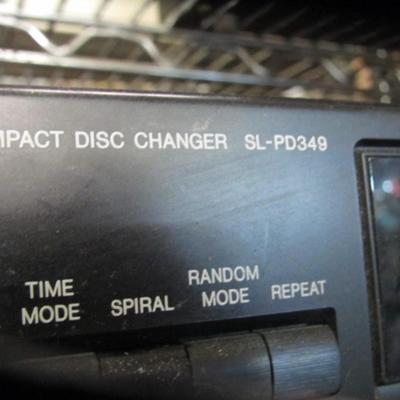 MPACT DISC CHANGER SL-PD349
TIME MODE
SPIRAL
RANDOM MODE
REPEAT